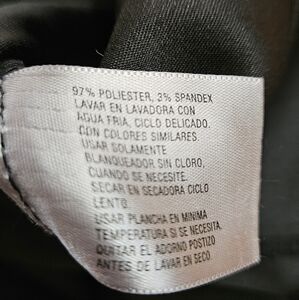 97% POLIESTER, 3% SPANDEX
LAVAR EN LAVADORA CON
AGUA FRIA, CICLO DELICADO.
CON COLORES SIMILARES.
USAR SOLAMENTE
BLANQUEADOR SIN CLORO,
CUANDO SE NECESITE.
SECAR EN SECADORA CICLO
LENTO.
USAR PLANCHA EN MINIMA
TEMPERATURA SI SE NECESITA.
QUITAR EL ADORNO POSTIZO
ANTES DE LAVAR EN SECO.